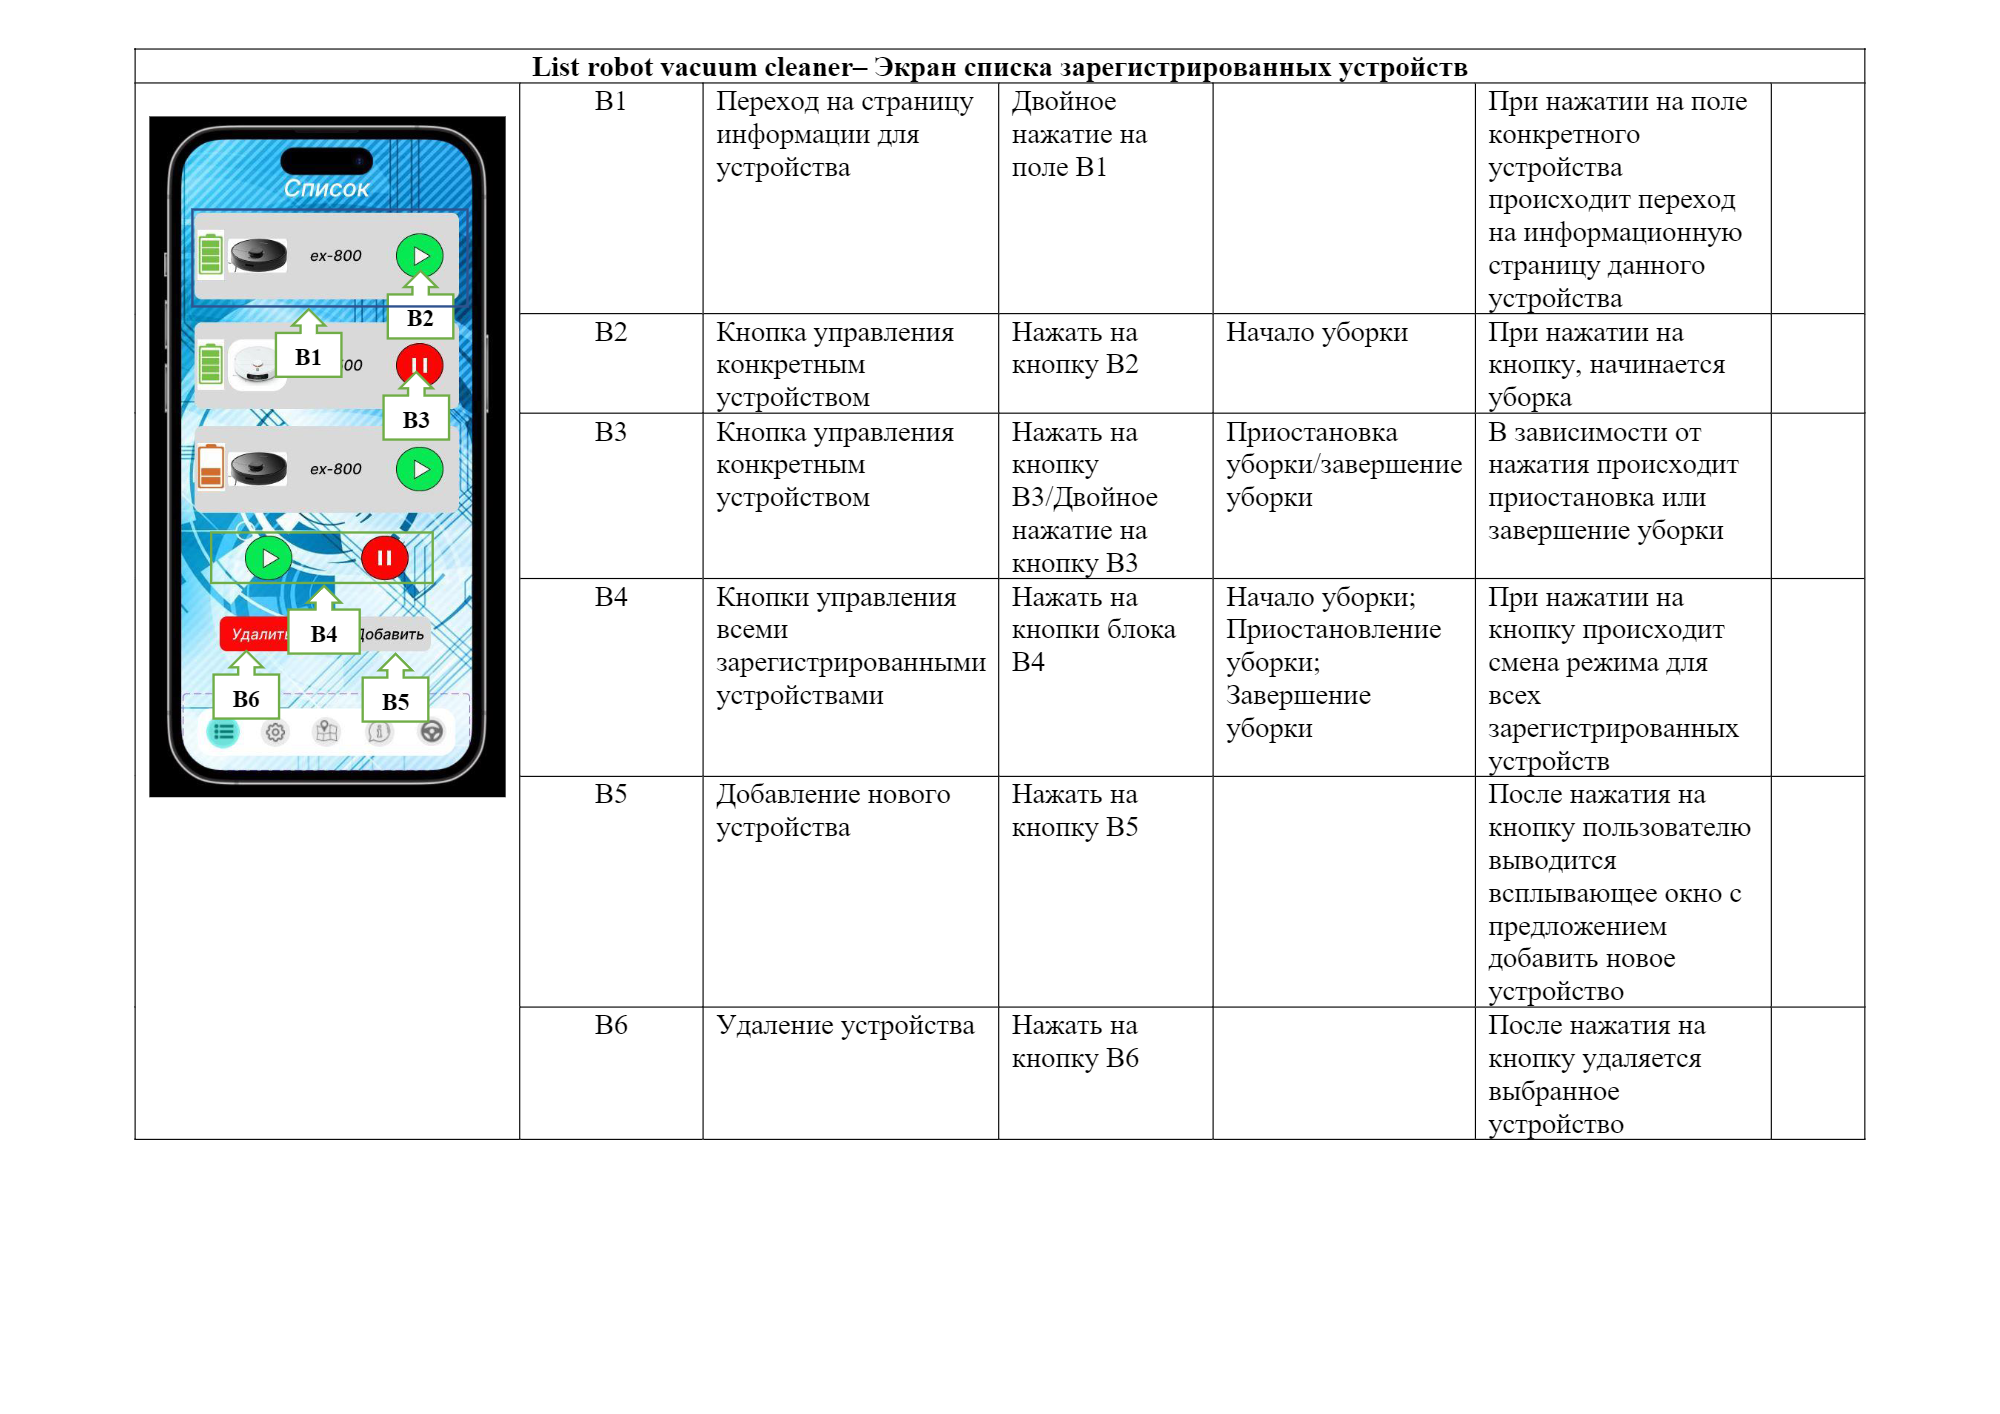 List robot vacuum cleaner– Экран списка зарегистрированных устройств
Список
ex-800
B2
B1
00
B3
ex-800
Удалить
B4
Добавить
B6
B5
B1
Переход на страницу
информации для
устройства
Двойное
нажатие на
поле B1
При нажатии на поле
конкретного
устройства
происходит переход
на информационную
страницу данного
устройства
B2
Кнопка управления
конкретным
устройством
Нажать на
кнопку B2
Начало уборки
При нажатии на
кнопку, начинается
уборка
B3
Кнопка управления
конкретным
устройством
Нажать на
кнопку
B3/Двойное
нажатие на
кнопку B3
Приостановка
уборки/завершение
уборки
В зависимости от
нажатия происходит
приостановка или
завершение уборки
B4
Кнопки управления
всеми
зарегистрированными
устройствами
Нажать на
кнопки блока
B4
Начало уборки;
Приостановление
уборки;
Завершение
уборки
При нажатии на
кнопку происходит
смена режима для
всех
зарегистрированных
устройств
B5
Добавление нового
устройства
Нажать на
кнопку B5
После нажатия на
кнопку пользователю
выводится
всплывающее окно с
предложением
добавить новое
устройство
B6
Удаление устройства
Нажать на
кнопку B6
После нажатия на
кнопку удаляется
выбранное
устройство